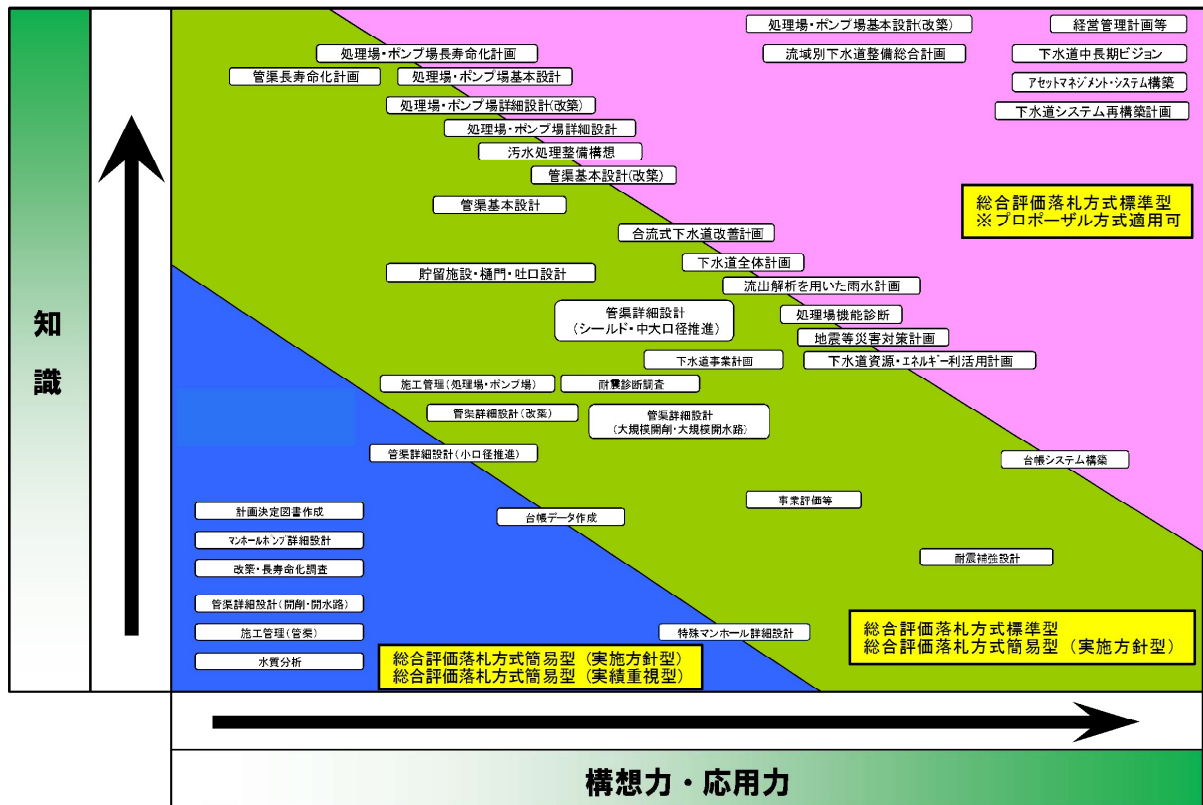 処理場・ポンプ場基本設計(改築)
経営管理計画等
処理場・ポンプ場長寿命化計画
流域別下水道整備総合計画
下水道中長期ビジョン
管渠長寿命化計画
処理場・ポンプ場基本設計
アセットマネジメント・システム構築
処理場・ポンプ場詳細設計(改築)
下水道システム再構築計画
処理場・ポンプ場詳細設計
汚水処理整備構想
管渠基本設計(改築)
管渠基本設計
総合評価落札方式標準型
※プロポーザル方式適用可
合流式下水道改善計画
下水道全体計画
貯留施設・樋門・吐口設計
流出解析を用いた雨水計画
管渠詳細設計
(シールド・中大口径推進)
処理場機能診断
地震等災害対策計画
下水道事業計画
下水道資源・エネルギー利活用計画
施工管理(処理場・ポンプ場)
耐震診断調査
管渠詳細設計(改築)
管渠詳細設計
(大規模開削・大規模開水路)
管渠詳細設計(小口径推進)
台帳システム構築
事業評価等
計画決定図書作成
台帳データ作成
マンホールポンプ詳細設計
耐震補強設計
改築・長寿命化調査
管渠詳細設計(開削・開水路)
施工管理(管渠)
特殊マンホール詳細設計
水質分析
総合評価落札方式標準型
総合評価落札方式簡易型(実施方針型)
総合評価落札方式簡易型(実施方針型)
総合評価落札方式簡易型(実績重視型)
知
識
構想力・応用力